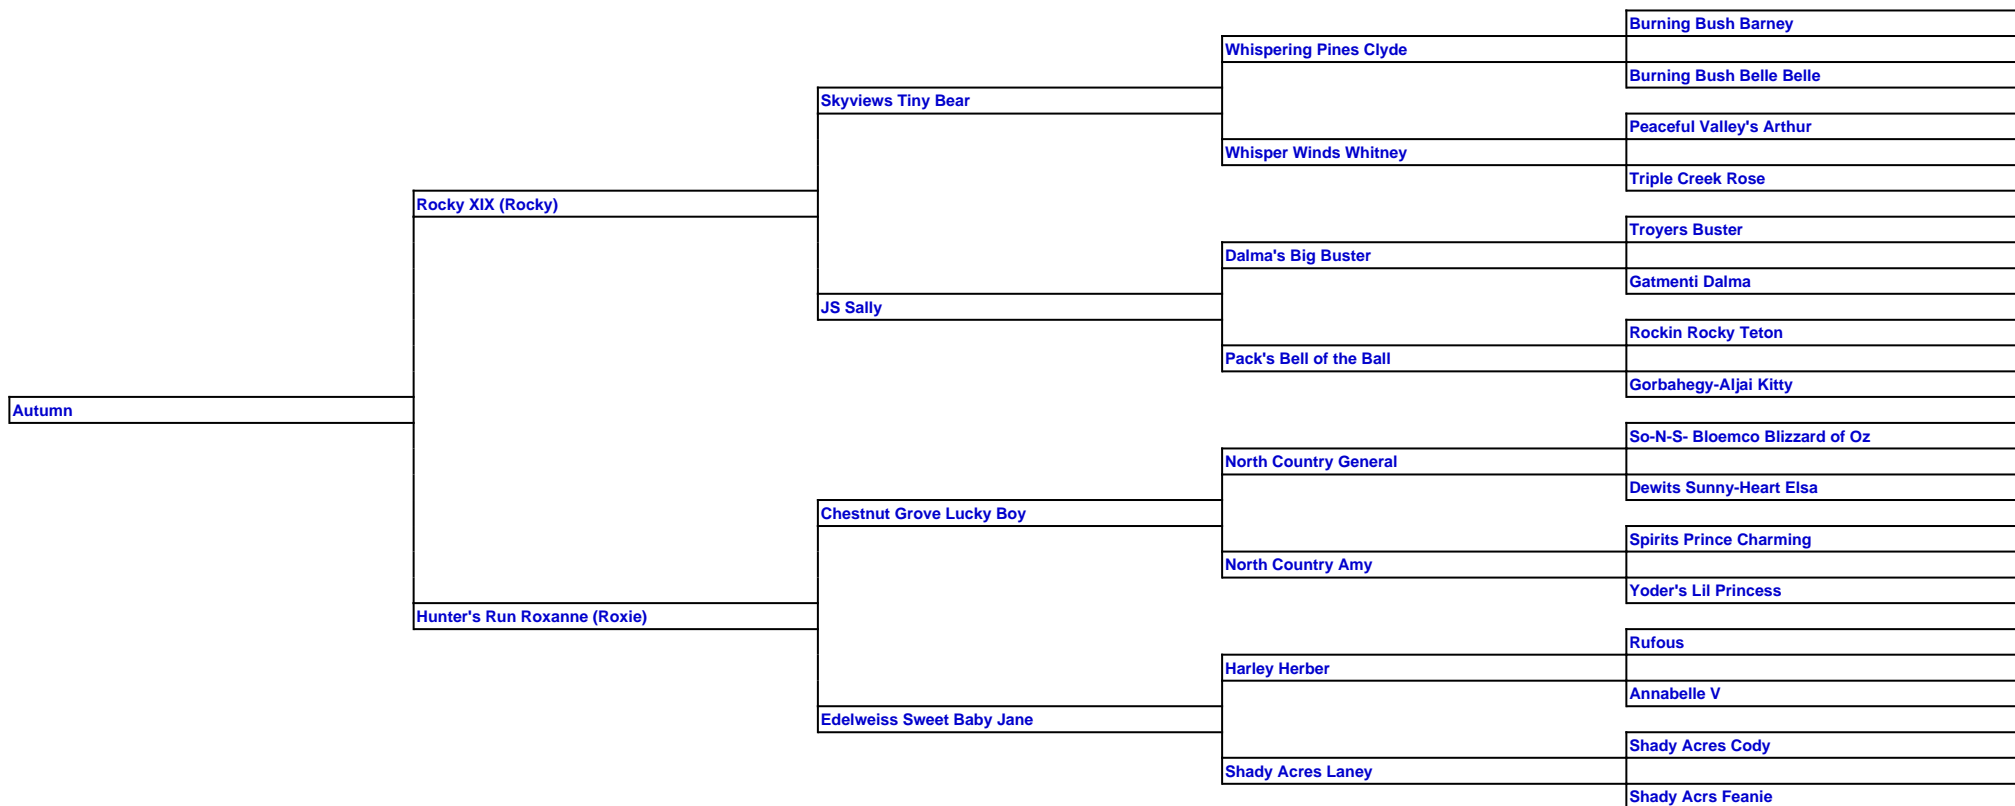 Burning Bush Barney
Whispering Pines Clyde
Burning Bush Belle Belle
Skyviews Tiny Bear
Peaceful Valley's Arthur
Whisper Winds Whitney
Triple Creek Rose
Rocky XIX (Rocky)
Troyers Buster
Dalma's Big Buster
Gatmenti Dalma
JS Sally
Rockin Rocky Teton
Pack's Bell of the Ball
Gorbahegy-Aljai Kitty
Autumn
So-N-S- Bloemco Blizzard of Oz
North Country General
Dewits Sunny-Heart Elsa
Chestnut Grove Lucky Boy
Spirits Prince Charming
North Country Amy
Yoder's Lil Princess
Hunter's Run Roxanne (Roxie)
Rufous
Harley Herber
Annabelle V
Edelweiss Sweet Baby Jane
Shady Acres Cody
Shady Acres Laney
Shady Acrs Feanie